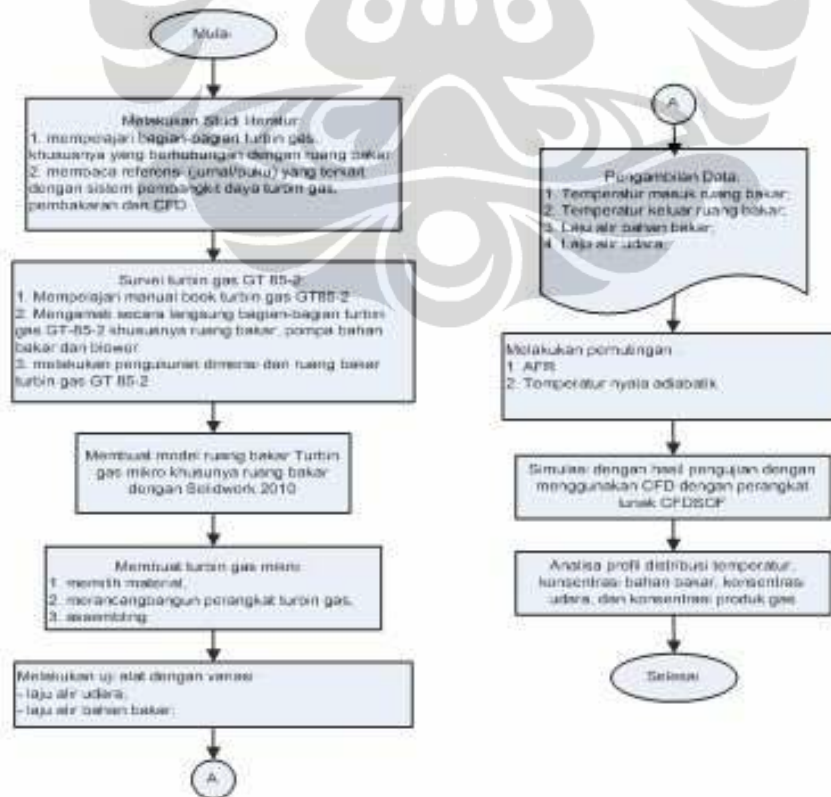 Mulai
Melakukan Studi literatur:
1. mempelajari bagian-bagian turbin gas,
khususnya yang berhubungan dengan ruang bakar
2. membaca referensi (jurnal/buku) yang terkait
dengan sistem pembangkit daya turbin gas,
pembakaran dan CFD
Survei turbin gas GT 85-2:
1. Mempelajari manual book turbin gas GT85-2
2. Mengamati secara langsung bagian-bagian turbin
gas GT-85-2 khususnya ruang bakar, pompa bahan
bakar dan blower
3. melakukan pengukuran dimensi dari ruang bakar
turbin gas GT 85-2
Membuat model ruang bakar Turbin
gas mikro khusunya ruang bakar
dengan Solidwork 2010
Membuat turbin gas mikro:
1. memilih material,
2. merancangbangun perangkat turbin gas,
3. assembling
Melakukan uji alat dengan variasi
- laju alir udara;
- laju alir bahan bakar;
A
A
Pengambilan Data:
1. Temperatur masuk ruang bakar;
2. Temperatur keluar ruang bakar;
3. Laju alir bahan bakar;
4. Laju alir udara;
Melakukan perhitungan
1. AFR
2. Temperatur nyala adiabatik
Simulasi dengan hasil pengujian dengan
menggunakan CFD dengan perangkat
lunak CFDSOF
Analisa profil distribusi temperatur,
konsentrasi bahan bakar, konsentrasi
udara, dan konsentrasi produk gas
Selesai